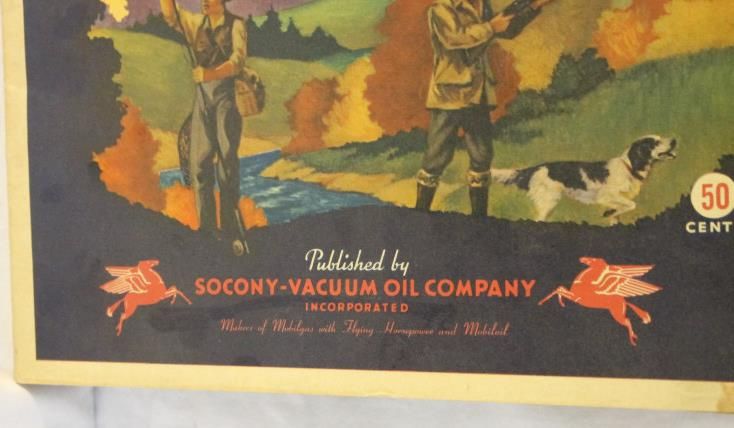 50
CENT
Published by
SOCONY-VACUUM OIL COMPANY
INCORPORATED
Makers of Mobilgas with Flying Horsepower and Mobiloil